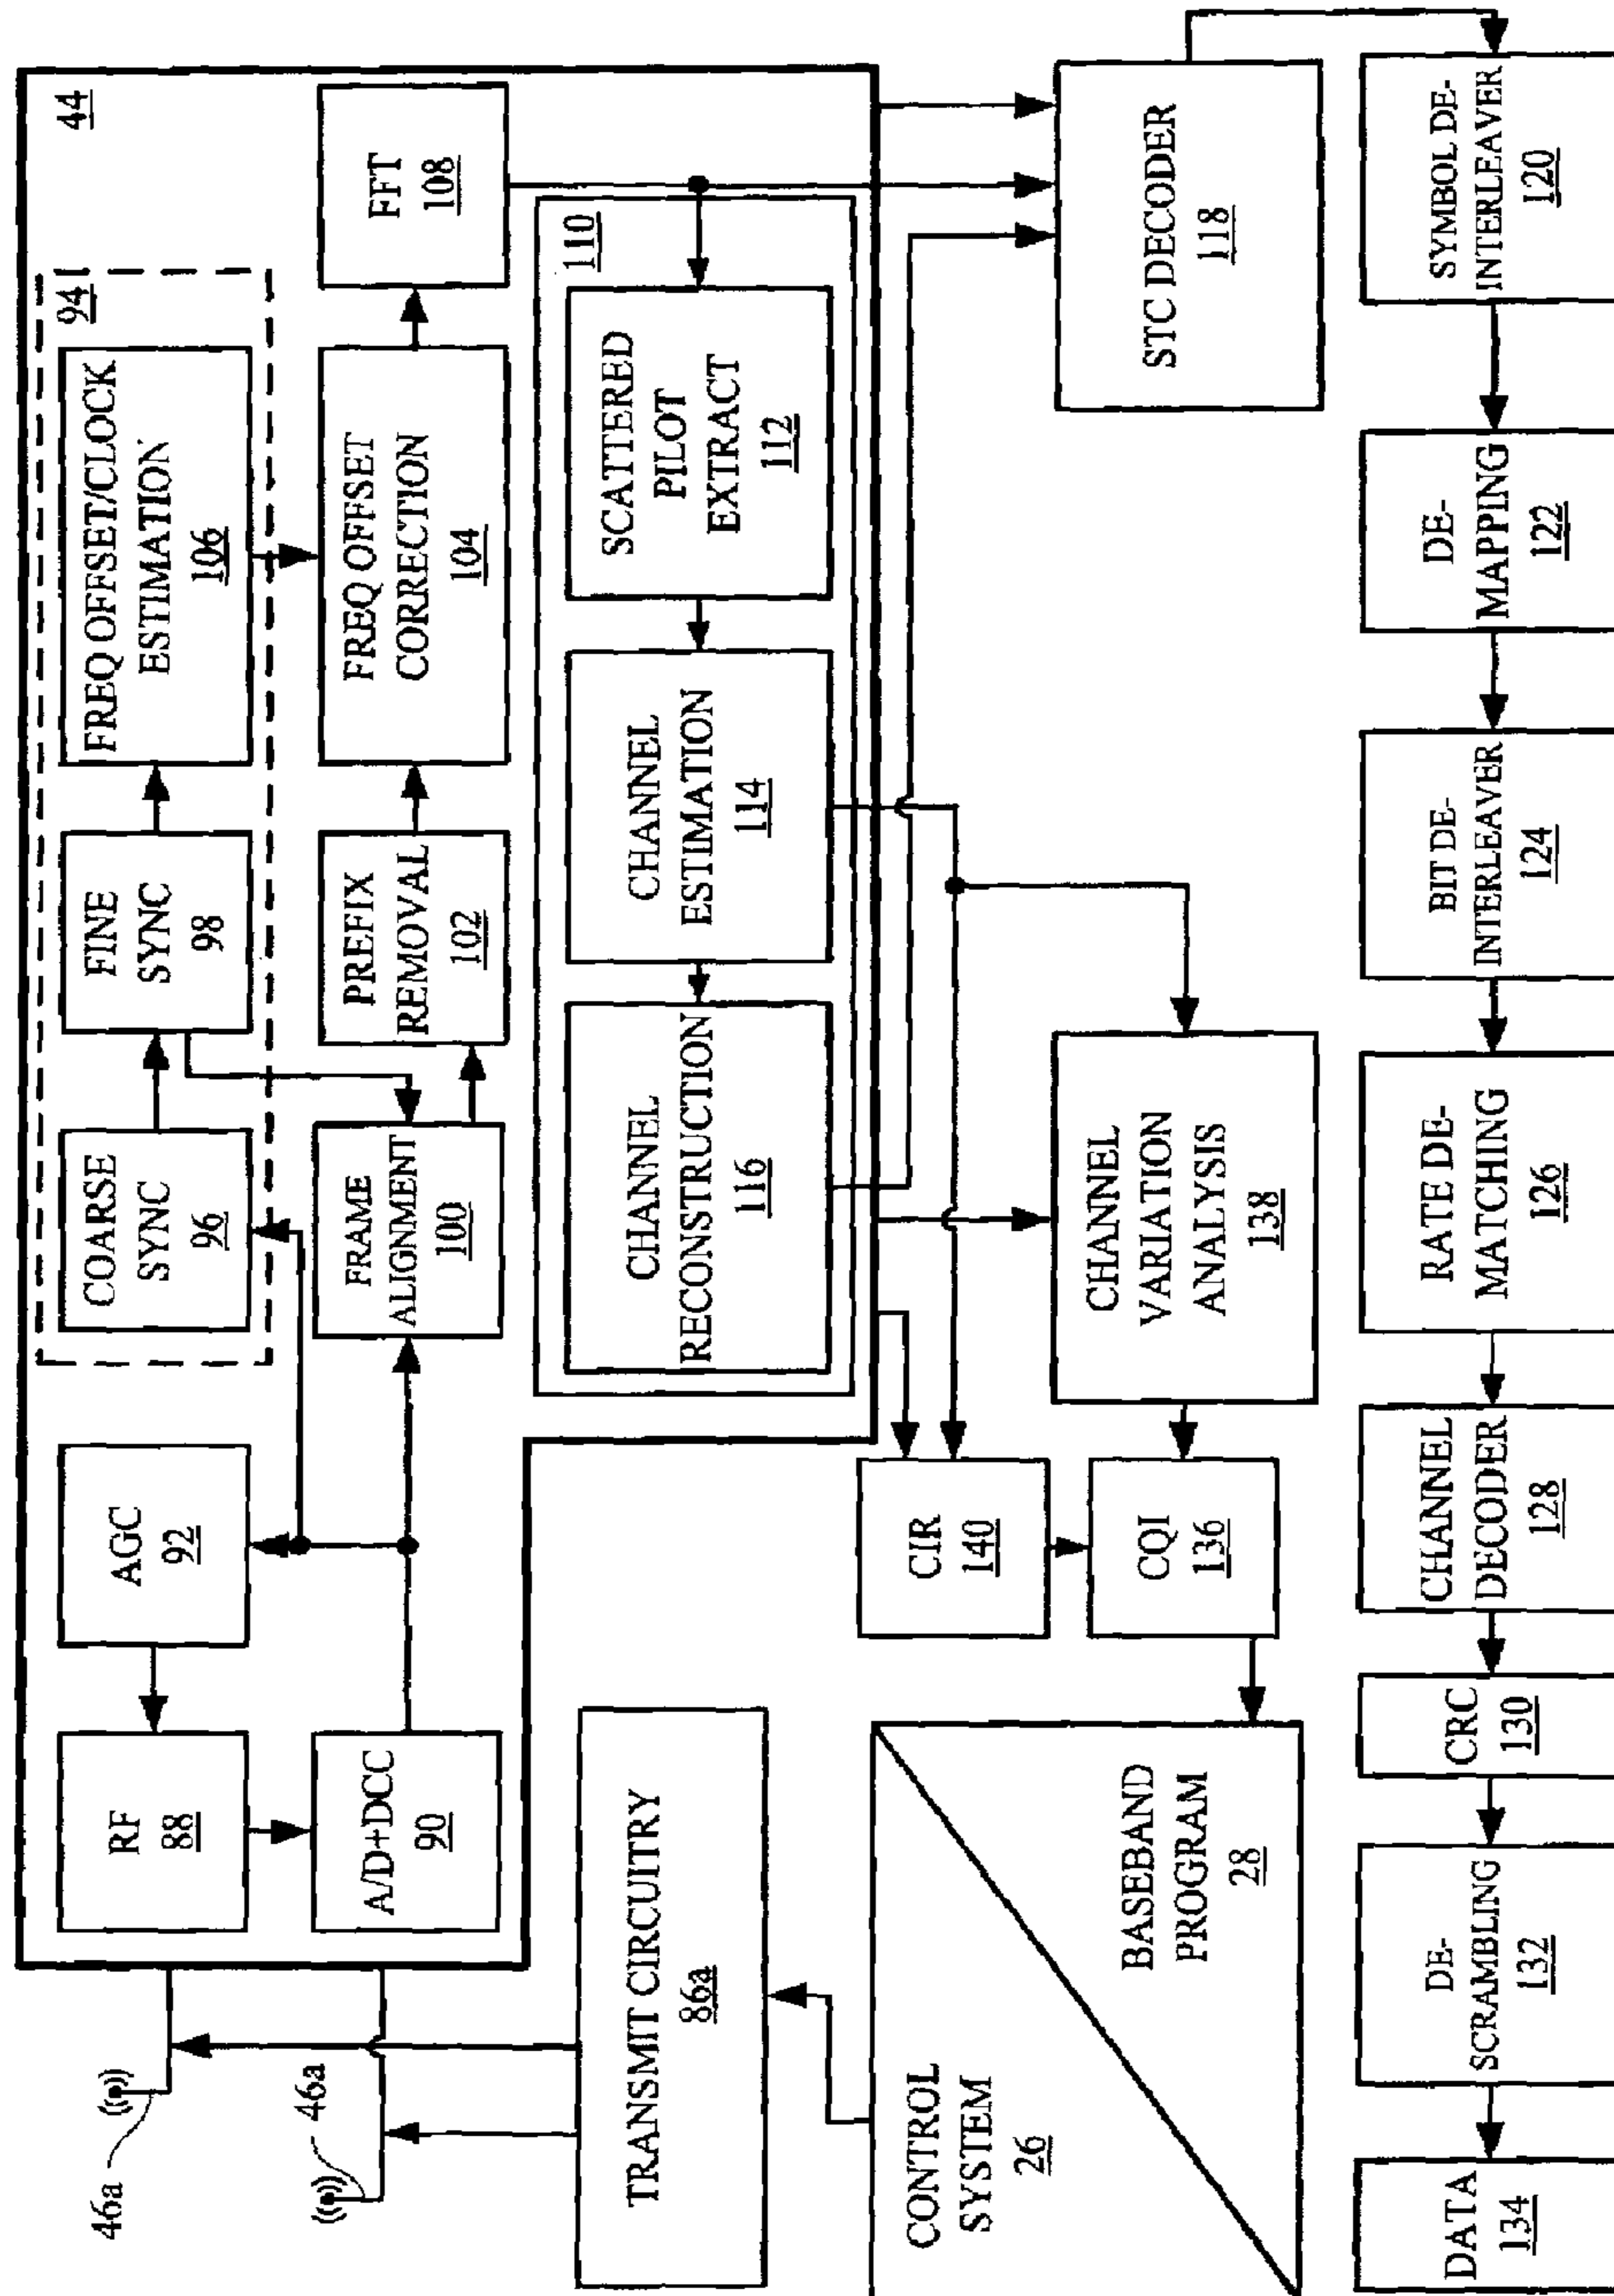 46a
46a
44
RF
88
AGC
92
A/D+DCC
90
94
COARSE
SYNC
96
FINE
SYNC
98
FREQ OFFSET/CLOCK
ESTIMATION
106
FRAME
ALIGNMENT
100
PREFIX
REMOVAL
102
FREQ OFFSET
CORRECTION
104
FFT
108
110
CHANNEL
RECONSTRUCTION
116
CHANNEL
ESTIMATION
114
SCATTERED
PILOT
EXTRACT
112
TRANSMIT CIRCUITRY
86a
CONTROL
SYSTEM
26
BASEBAND
PROGRAM
28
CIR
140
CQI
136
CHANNEL
VARIATION
ANALYSIS
138
STC DECODER
118
DATA
134
DE-
SCRAMBLING
132
CRC
130
CHANNEL
DECODER
128
RATE DE-
MATCHING
126
BIT DE-
INTERLEAVER
124
DE-
MAPPING
122
SYMBOL DE-
INTERLEAVER
120